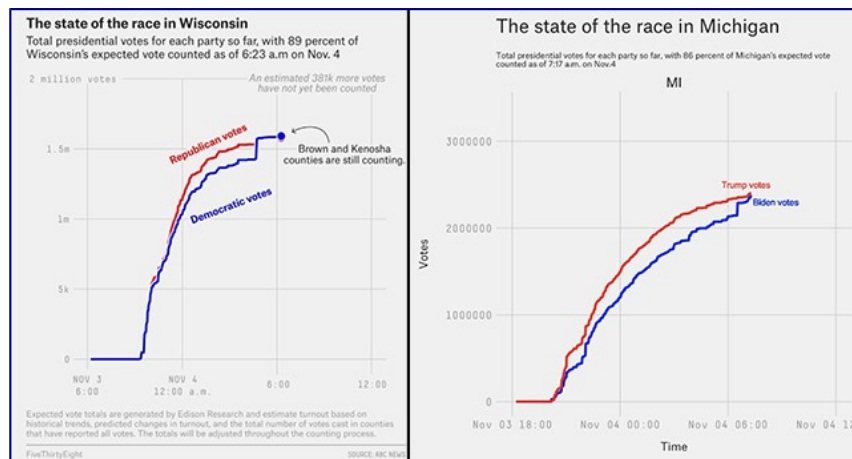 The state of the race in Wisconsin
Total presidential votes for each party so far, with 89 percent of
Wisconsin's expected vote counted as of 6:23 a.m on Nov. 4
2 million votes
An estimated 381k more votes
have not yet been counted
Republican votes
1.5m
Brown and Kenosha
counties are still counting.
Democratic votes
1m
5k
0
NOV 3
6:00
NOV 4
12:00 a.m.
6:00
12:00
Expected vote totals are generated by Edison Research and estimate turnout based on
historical trends, predicted changes in turnout, and the total number of votes cast in counties
that have reported all votes. The totals will be adjusted throughout the counting process.
FiveThirtyEight
SOURCE: ABC NEWS
The state of the race in Michigan
Total presidential votes for each party so far, with 86 percent of Michigan's expected vote
counted as of 7:17 a.m. on Nov.4
MI
3000000
Trump votes
Biden votes
2000000
Votes
1000000
0
Nov 03 18:00
Nov 04 00:00
Nov 04 06:00
Nov 04 12
Time